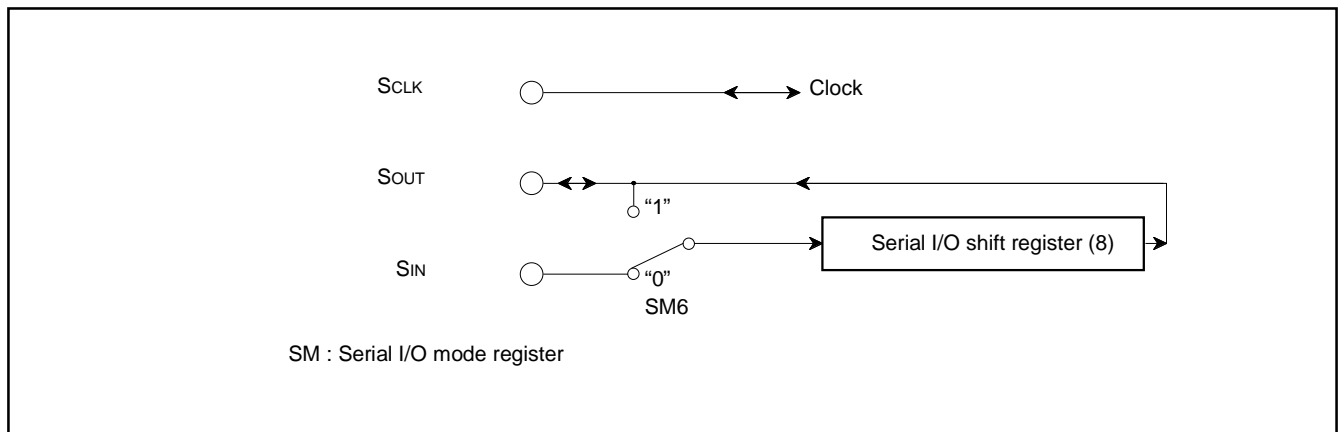 SCLK
Clock
SOUT
“1”
Serial I/O shift register (8)
SIN
“0”
SM6
SM : Serial I/O mode register